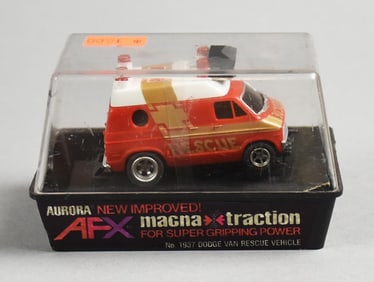 RESCUE
AURORA NEW IMPROVED!
AFX magna traction
FOR SUPER GRIPPING POWER
No. 1937 DODGE VAN RESCUE VEHICLE